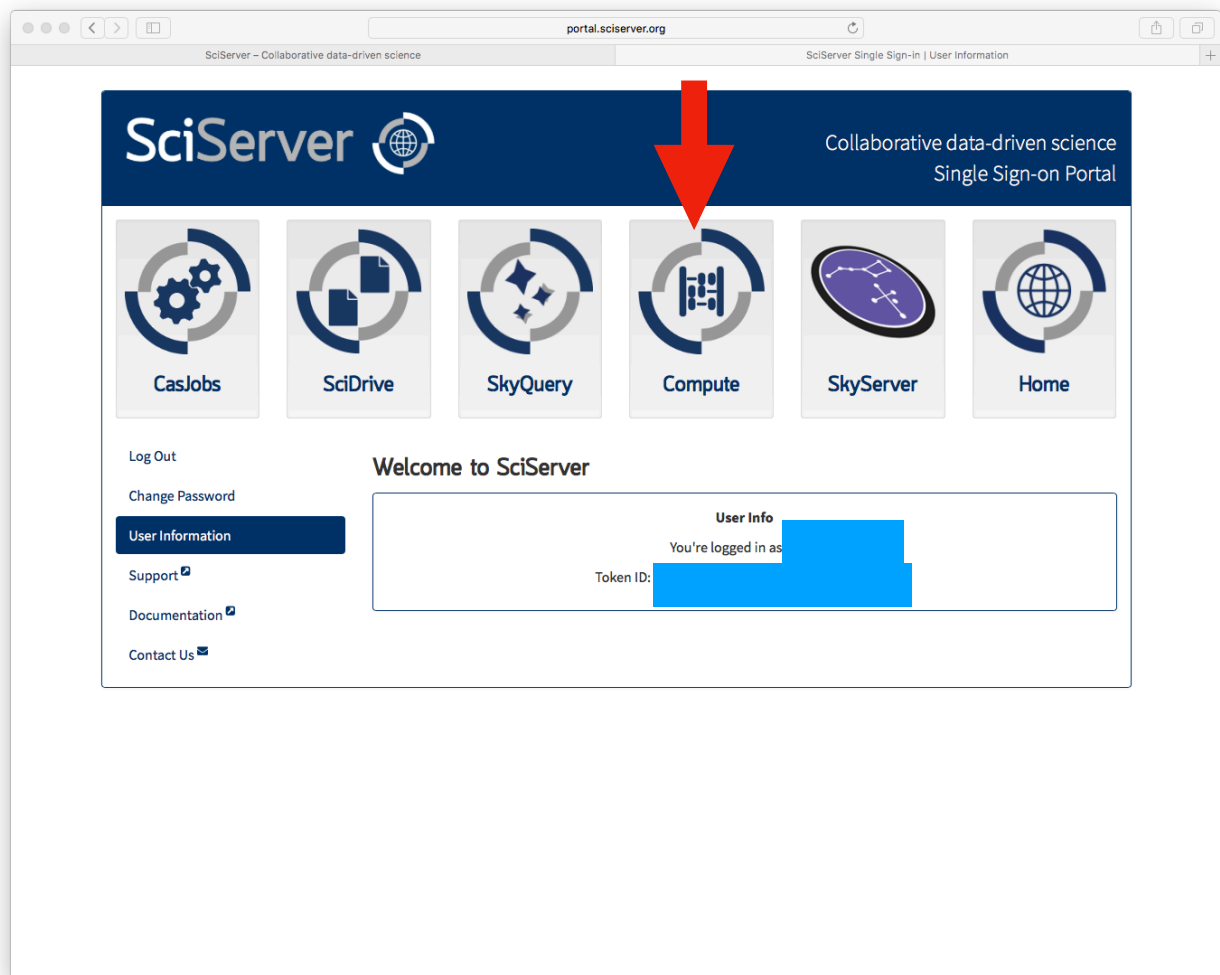 portal.sciserver.org
SciServer – Collaborative data-driven science
SciServer Single Sign-in | User Information
SciServer
Collaborative data-driven science
Single Sign-on Portal
CasJobs
SciDrive
SkyQuery
Compute
SkyServer
Home
Log Out
Change Password
User Information
Support
Documentation
Contact Us
Welcome to SciServer
User Info
You're logged in as
Token ID: